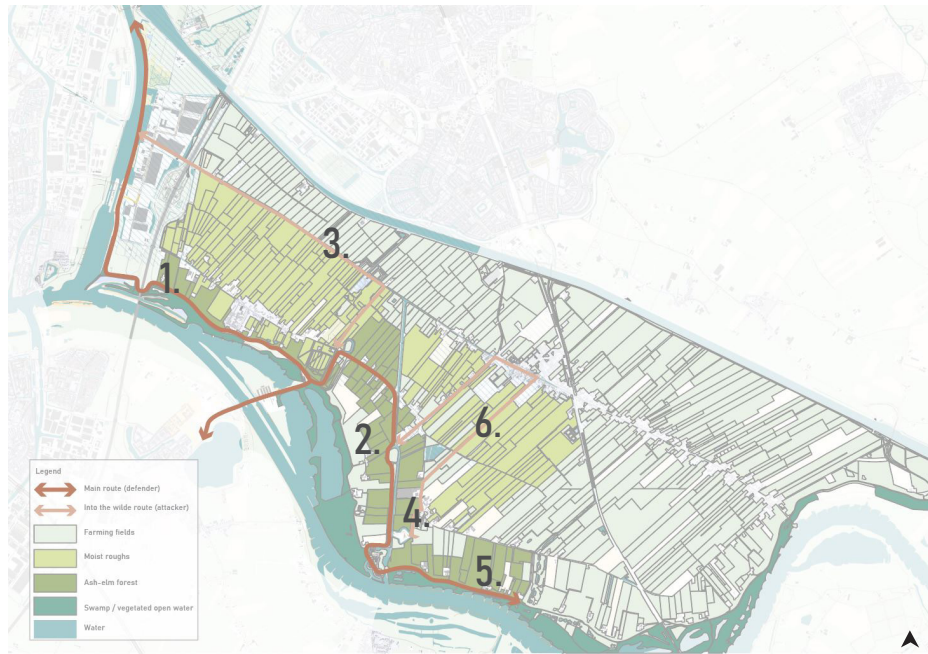 3.
1.
2.
6.
4.
5.
Legend
Main route (defender)
Into the wilde route (attacker)
Farming fields
Moist roughs
Ash-elm forest
Swamp / vegetated open water
Water